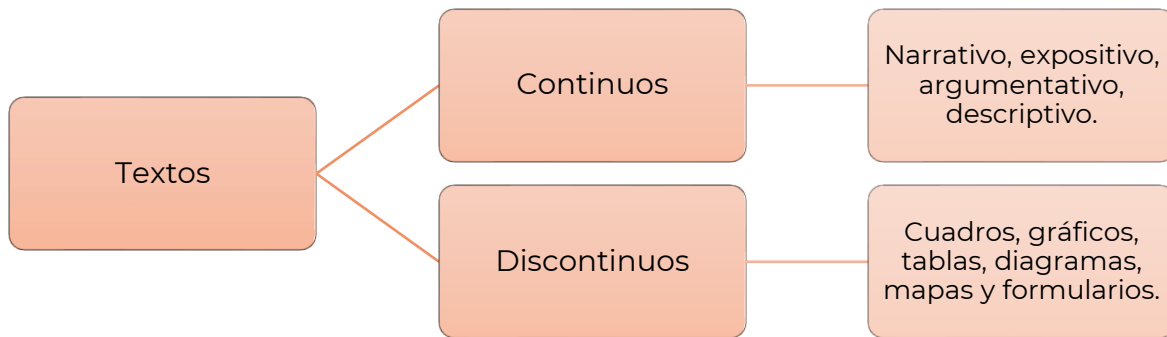 Textos
Continuos
Narrativo, expositivo,
argumentativo,
descriptivo.
Discontinuos
Cuadros, gráficos,
tablas, diagramas,
mapas y formularios.